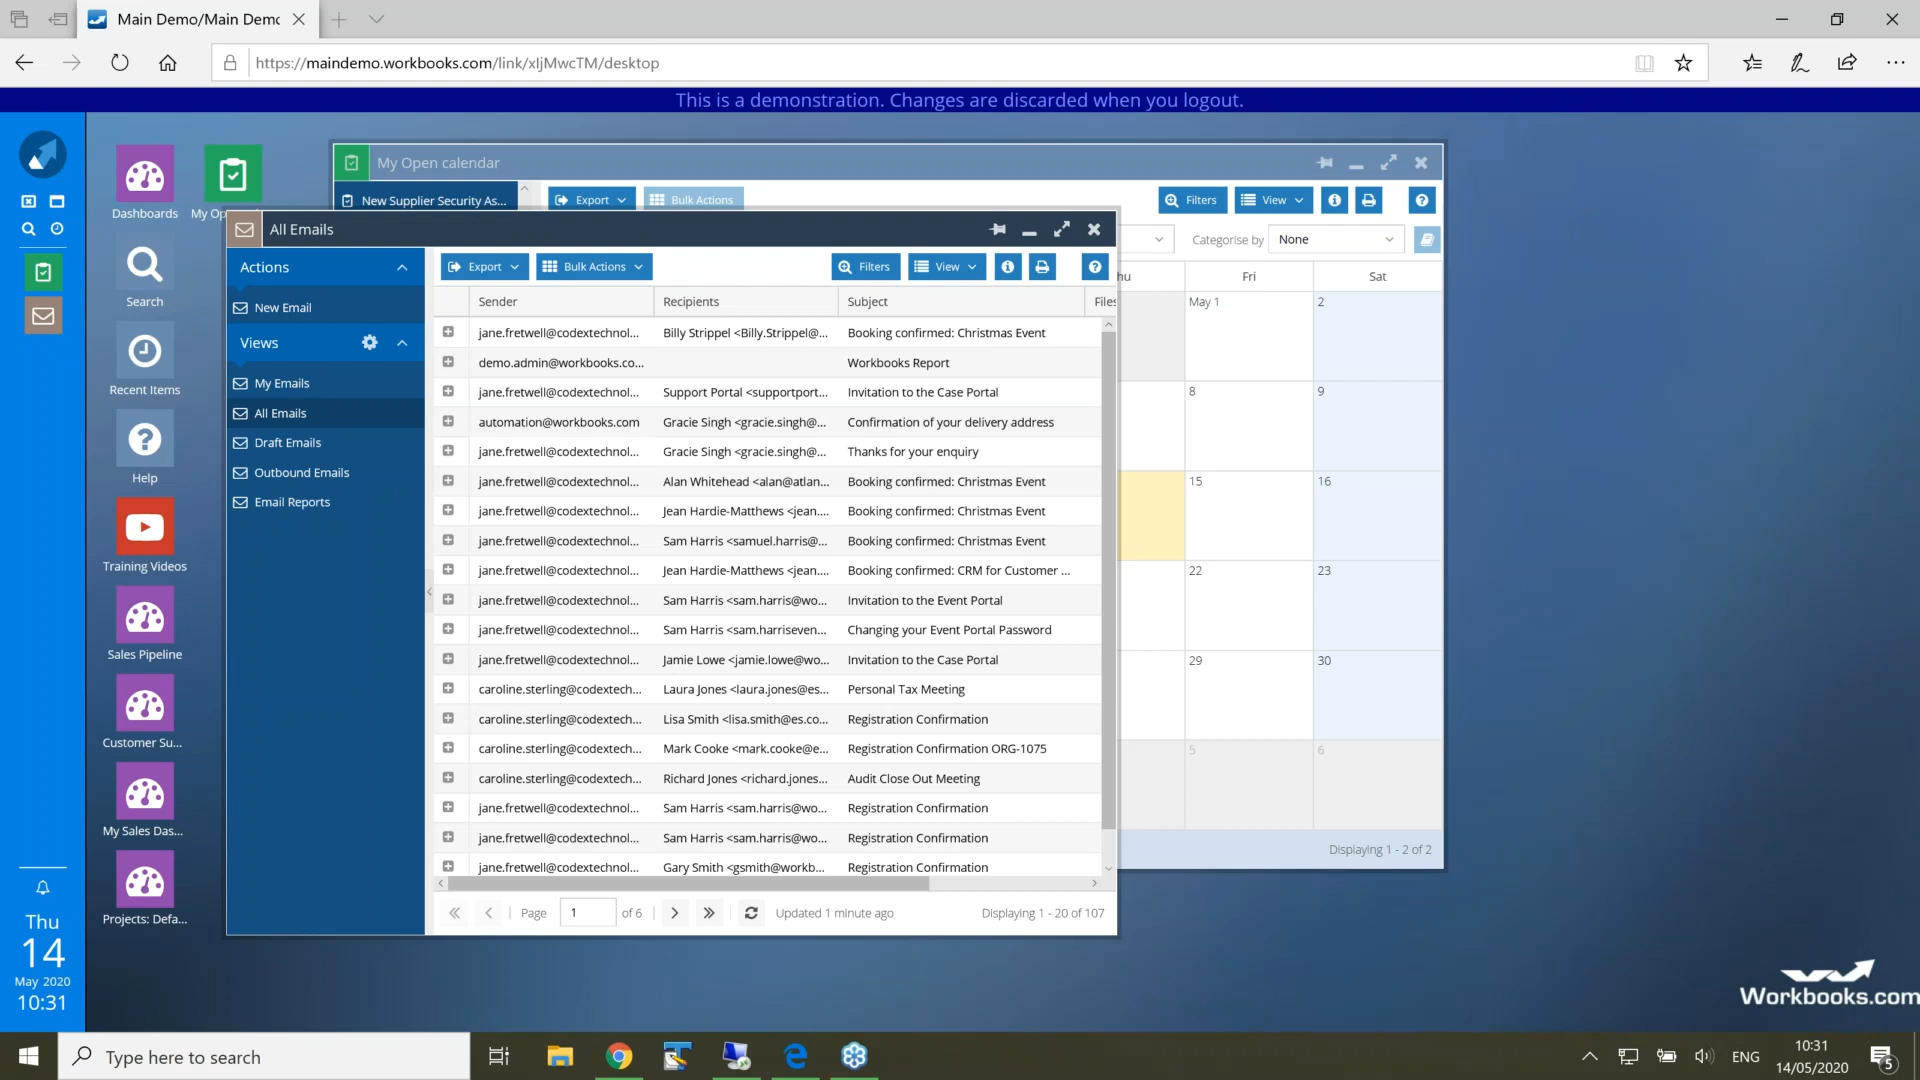 Main Demo/Main Demo
https://maindemo.workbooks.com/link/xljMwcTM/desktop
This is a demonstration. Changes are discarded when you logout.
Dashboards
My Op
Search
Recent Items
Help
Training Videos
Sales Pipeline
Customer Su...
My Sales Das...
Projects: Defa...
Thu
14
May 2020
10:31
My Open calendar
New Supplier Security As...
Export
Bulk Actions
Filters
View
Categorise by
None
hu
Fri
Sat
May 1
2
8
9
15
16
22
23
29
30
5
6
Displaying 1 - 2 of 2
All Emails
Actions
New Email
Views
My Emails
All Emails
Draft Emails
Outbound Emails
Email Reports
Export
Bulk Actions
Filters
View
Sender Recipients Subject Files
jane.fretwell@codextechnol... Billy Strippel <Billy.Strippel@... Booking confirmed: Christmas Event
demo.admin@workbooks.co... Workbooks Report
jane.fretwell@codextechnol... Support Portal <supportport... Invitation to the Case Portal
automation@workbooks.com Gracie Singh <gracie.singh@... Confirmation of your delivery address
jane.fretwell@codextechnol... Gracie Singh <gracie.singh@... Thanks for your enquiry
jane.fretwell@codextechnol... Alan Whitehead <alan@atlan... Booking confirmed: Christmas Event
jane.fretwell@codextechnol... Jean Hardie-Matthews <jean.... Booking confirmed: Christmas Event
jane.fretwell@codextechnol... Sam Harris <samuel.harris@... Booking confirmed: Christmas Event
jane.fretwell@codextechnol... Jean Hardie-Matthews <jean.... Booking confirmed: CRM for Customer ...
jane.fretwell@codextechnol... Sam Harris <sam.harris@wo... Invitation to the Event Portal
jane.fretwell@codextechnol... Sam Harris <sam.harriseven... Changing your Event Portal Password
jane.fretwell@codextechnol... Jamie Lowe <jamie.lowe@wo... Invitation to the Case Portal
caroline.sterling@codextech... Laura Jones <laura.jones@es... Personal Tax Meeting
caroline.sterling@codextech... Lisa Smith <lisa.smith@es.co... Registration Confirmation
caroline.sterling@codextech... Mark Cooke <mark.cooke@e... Registration Confirmation ORG-1075
caroline.sterling@codextech... Richard Jones <richard.jones... Audit Close Out Meeting
jane.fretwell@codextechnol... Sam Harris <sam.harris@wo... Registration Confirmation
jane.fretwell@codextechnol... Sam Harris <sam.harris@wo... Registration Confirmation
jane.fretwell@codextechnol... Gary Smith <gsmith@workb... Registration Confirmation
Page 1 of 6 Updated 1 minute ago Displaying 1 - 20 of 107
Workbooks.com
Type here to search
ENG
10:31
14/05/2020
5